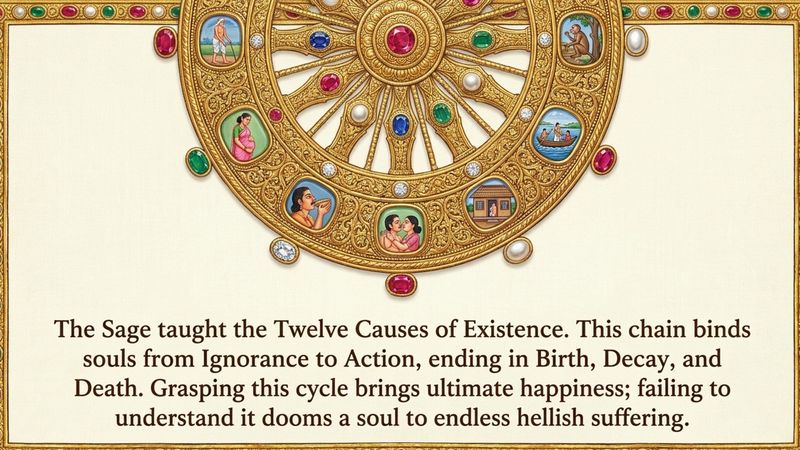 The Sage taught the Twelve Causes of Existence. This chain binds
souls from Ignorance to Action, ending in Birth, Decay, and
Death. Grasping this cycle brings ultimate happiness; failing to
understand it dooms a soul to endless hellish suffering.